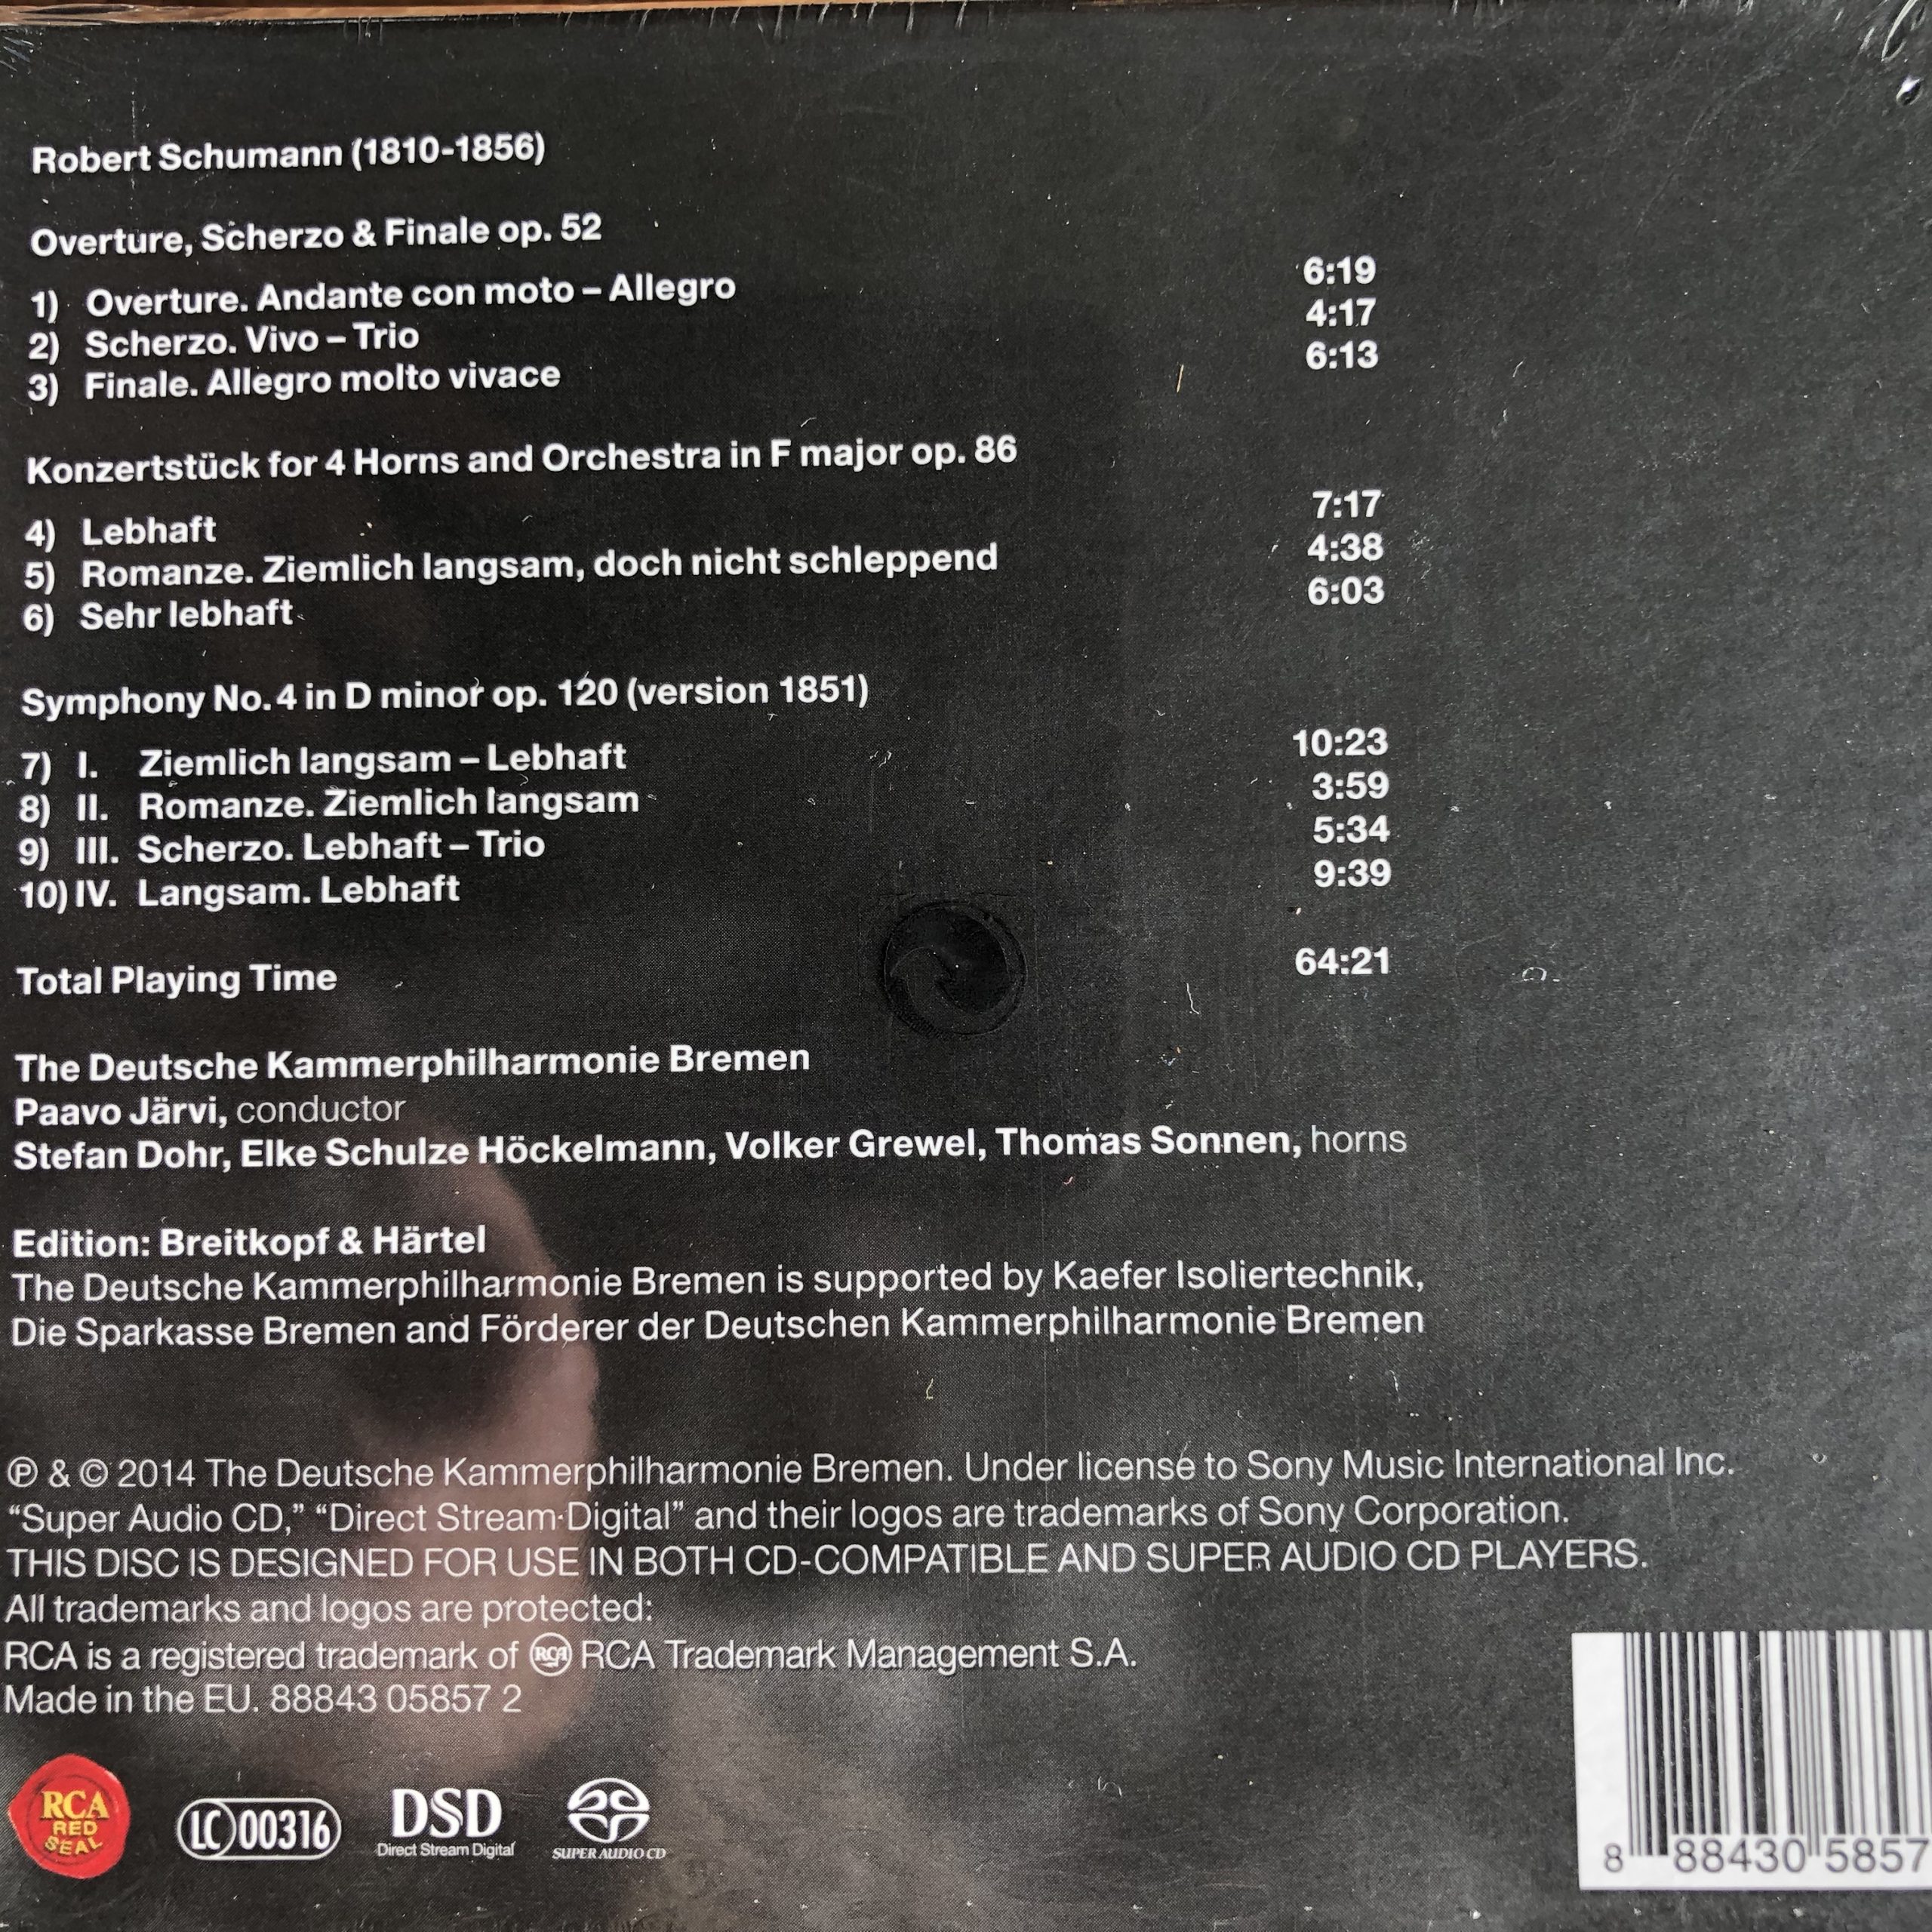 Robert Schumann (1810-1856)
Overture, Scherzo & Finale op. 52
1) Overture. Andante con moto – Allegro 6:19
2) Scherzo. Vivo – Trio 4:17
3) Finale. Allegro molto vivace 6:13
Konzertstück for 4 Horns and Orchestra in F major op. 86
4) Lebhaft 7:17
5) Romanze. Ziemlich langsam, doch nicht schleppend 4:38
6) Sehr lebhaft 6:03
Symphony No. 4 in D minor op. 120 (version 1851)
7) I. Ziemlich langsam – Lebhaft 10:23
8) II. Romanze. Ziemlich langsam 3:59
9) III. Scherzo. Lebhaft – Trio 5:34
10) IV. Langsam. Lebhaft 9:39
Total Playing Time 64:21
The Deutsche Kammerphilharmonie Bremen
Paavo Järvi, conductor
Stefan Dohr, Elke Schulze Höckelmann, Volker Grewel, Thomas Sonnen, horns
Edition: Breitkopf & Härtel
The Deutsche Kammerphilharmonie Bremen is supported by Kaefer Isoliertechnik,
Die Sparkasse Bremen and Förderer der Deutschen Kammerphilharmonie Bremen
℗ & © 2014 The Deutsche Kammerphilharmonie Bremen. Under license to Sony Music International Inc.
“Super Audio CD,” “Direct Stream Digital” and their logos are trademarks of Sony Corporation.
THIS DISC IS DESIGNED FOR USE IN BOTH CD-COMPATIBLE AND SUPER AUDIO CD PLAYERS.
All trademarks and logos are protected:
RCA is a registered trademark of RCA RCA Trademark Management S.A.
Made in the EU. 88843 05857 2
RCA
RED
SEAL
LC 00316
DSD
Direct Stream Digital
SUPER AUDIO CD
8 88430 5857